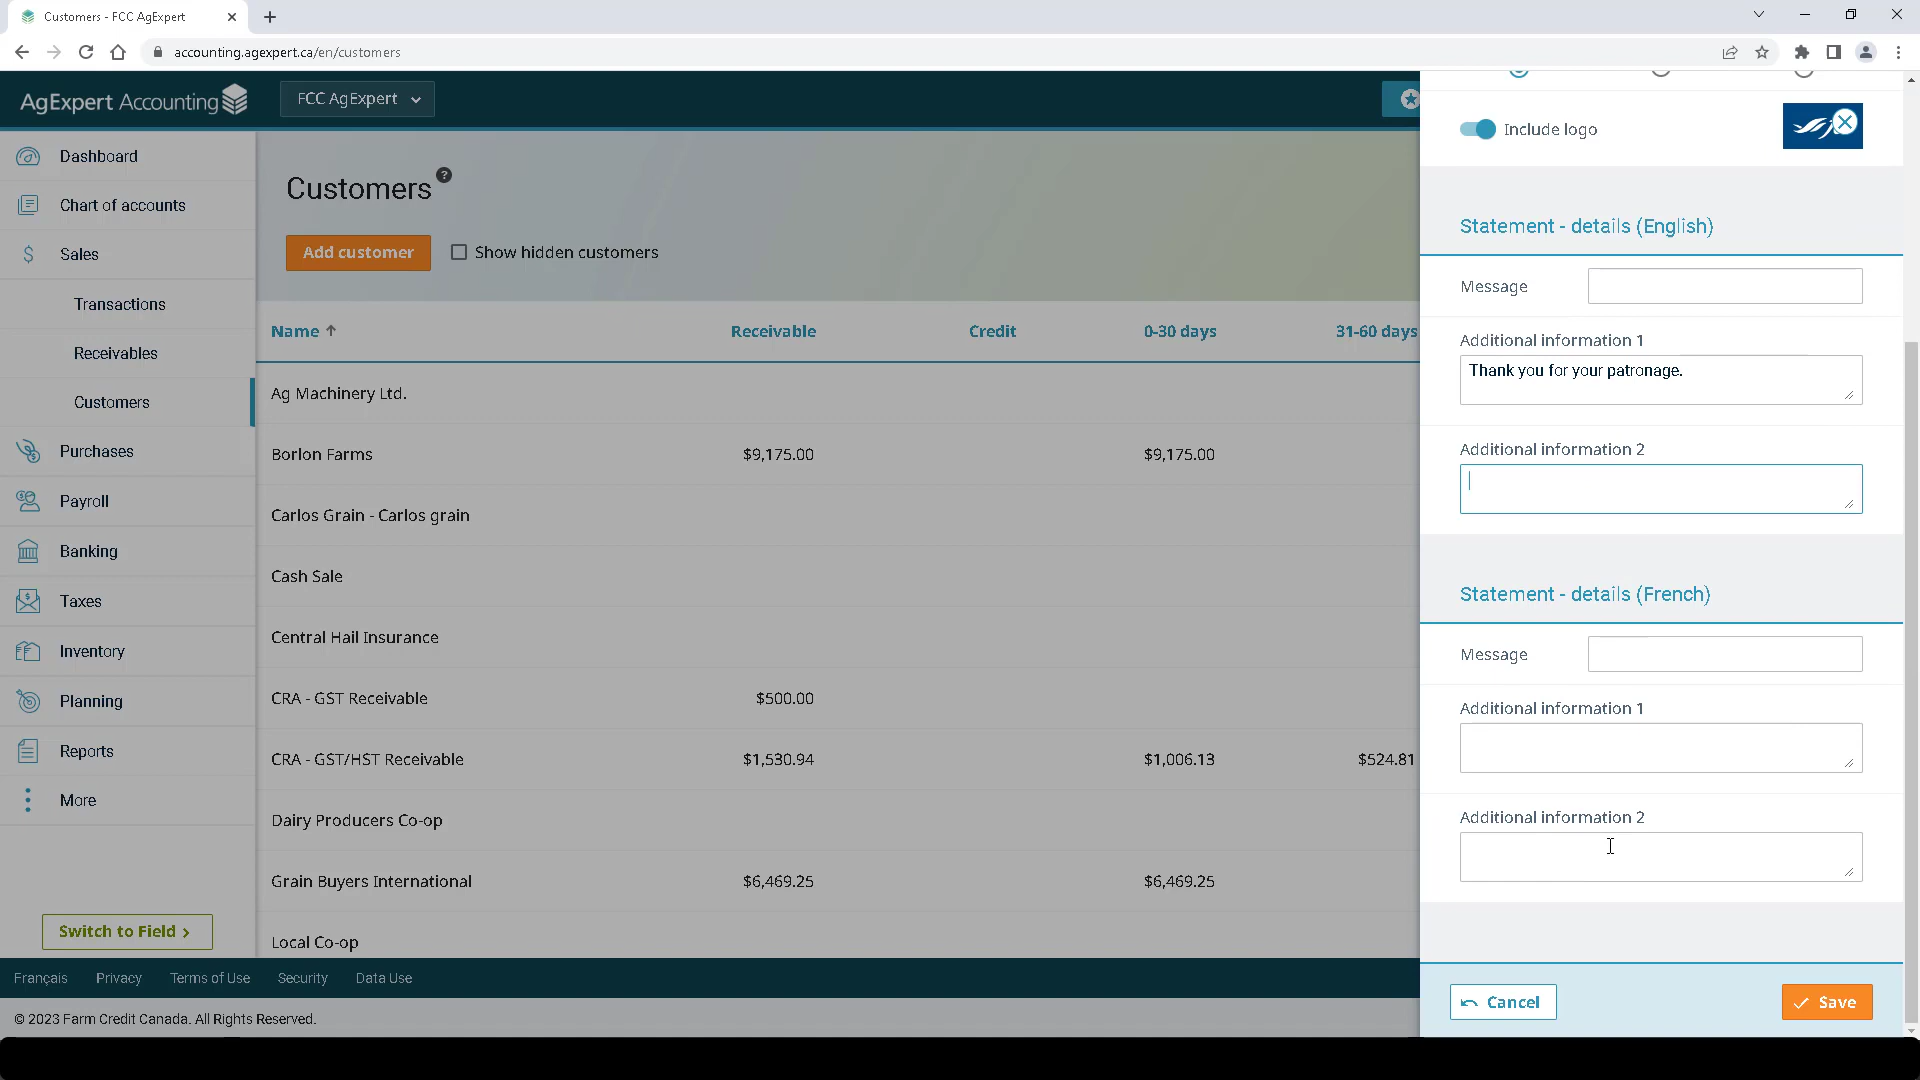 Customers - FCC AgExpert
accounting.agexpert.ca/en/customers
AgExpert Accounting
FCC AgExpert
Dashboard
Chart of accounts
Sales
Transactions
Receivables
Customers
Purchases
Payroll
Banking
Taxes
Inventory
Planning
Reports
More
Switch to Field
Customers ?
Add customer Show hidden customers
Name Receivable Credit 0-30 days 31-60 days
Ag Machinery Ltd.
Borlon Farms $9,175.00 $9,175.00
Carlos Grain - Carlos grain
Cash Sale
Central Hail Insurance
CRA - GST Receivable $500.00
CRA - GST/HST Receivable $1,530.94 $1,006.13 $524.81
Dairy Producers Co-op
Grain Buyers International $6,469.25 $6,469.25
Local Co-op
Include logo
Statement - details (English)
Message
Additional information 1
Thank you for your patronage.
Additional information 2
Statement - details (French)
Message
Additional information 1
Additional information 2
Cancel Save
Français Privacy Terms of Use Security Data Use
© 2023 Farm Credit Canada. All Rights Reserved.